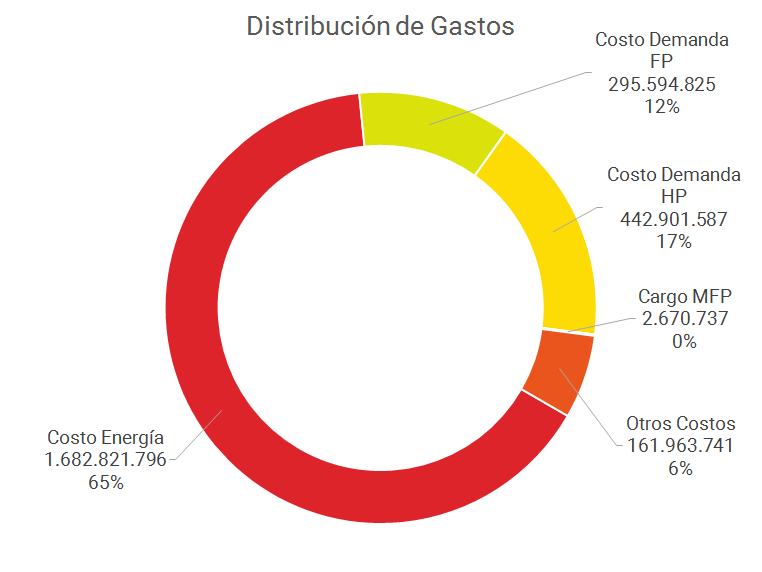 Distribución de Gastos
Costo Demanda
FP
295.594.825
12%
Costo Demanda
HP
442.901.587
17%
Cargo MFP
2.670.737
0%
Otros Costos
161.963.741
6%
Costo Energía
1.682.821.796
65%